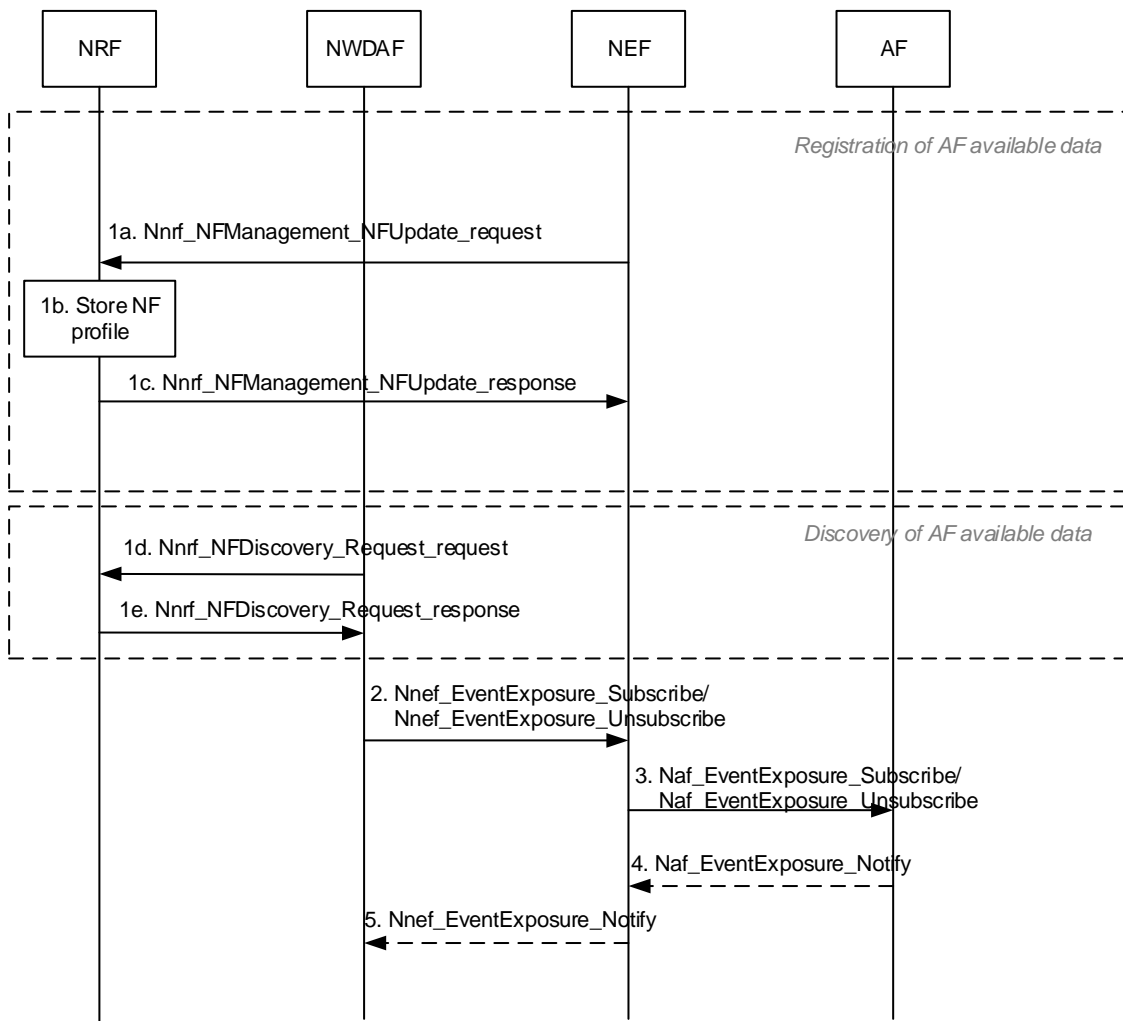 NRF
NWDAF
NEF
AF
Registration of AF available data
1a. Nnrf_NFManagement_NFUpdate_request
1b. Store NF
profile
1c. Nnrf_NFManagement_NFUpdate_response
Discovery of AF available data
1d. Nnrf_NFDiscovery_Request_request
1e. Nnrf_NFDiscovery_Request_response
2. Nnef_EventExposure_Subscribe/
Nnef_EventExposure_Unsubscribe
3. Naf_EventExposure_Subscribe/
Naf_EventExposure_Unsubscribe
4. Naf_EventExposure_Notify
5. Nnef_EventExposure_Notify